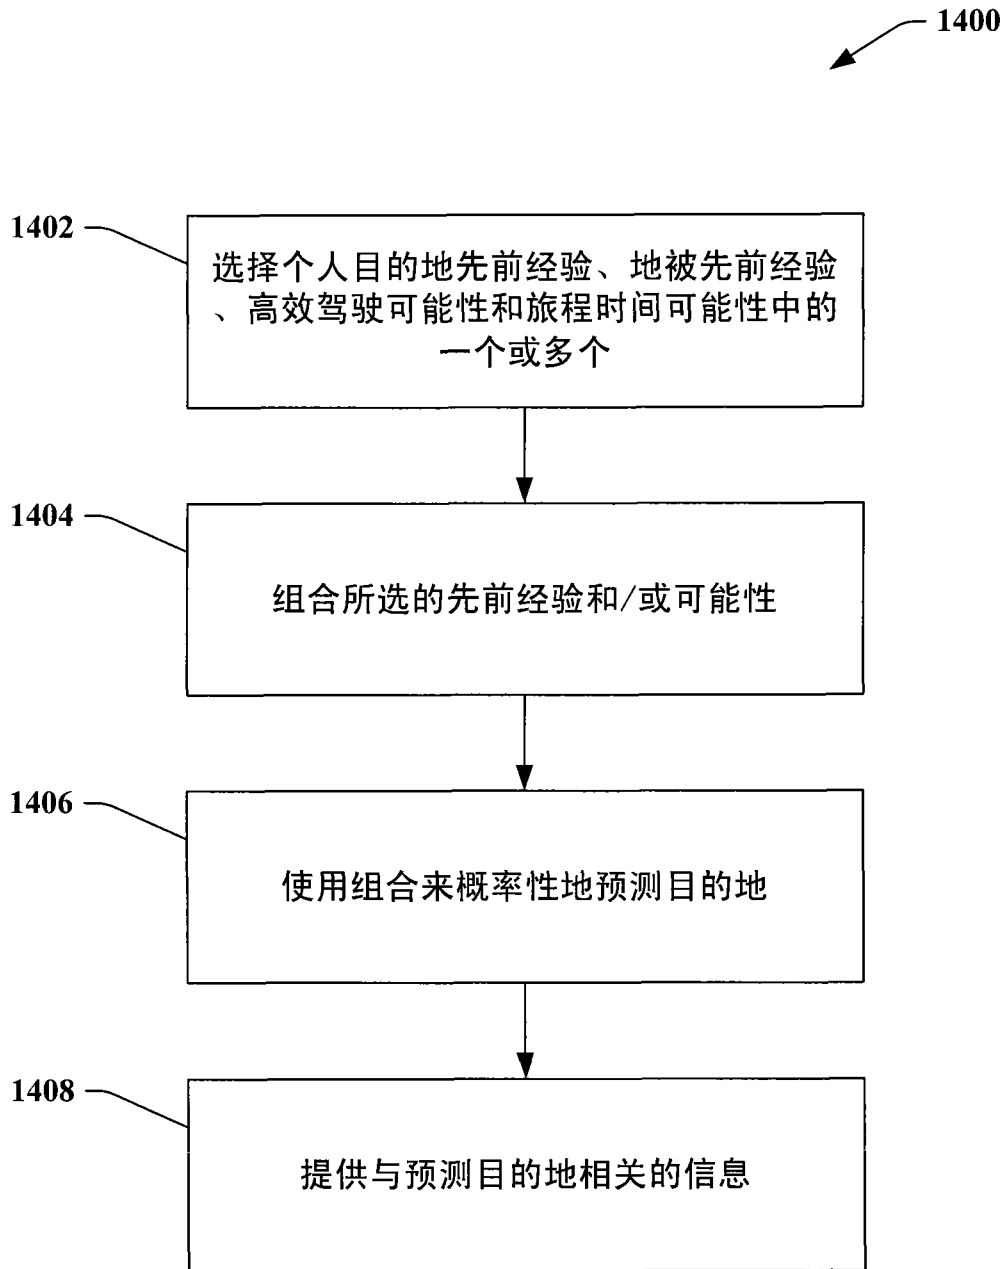 1400
1402
选择个人目的地先前经验、地被先前经验
、高效驾驶可能性和旅程时间可能性中的
一个或多个
1404
组合所选的先前经验和/或可能性
1406
使用组合来概率性地预测目的地
1408
提供与预测目的地相关的信息